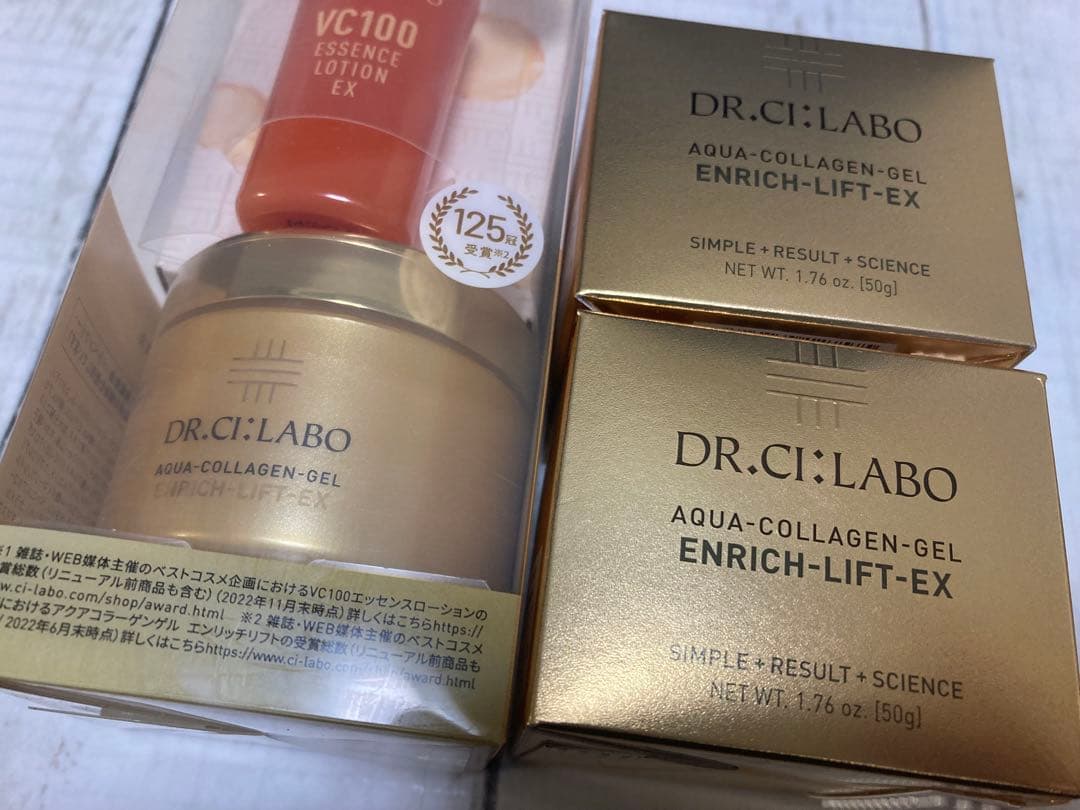 VC100
ESSENCE
LOTION
EX
125冠
受賞※2
DR.CI:LABO
AQUA-COLLAGEN-GEL
ENRICH-LIFT-EX
※1 雑誌・WEB媒体主催のベストコスメ企画におけるVC100エッセンスローションの
賞総数(リニューアル前商品も含む)(2022年11月末時点)詳しくはこちらhttps://
w.ci-labo.com/shop/award.html ※2 雑誌・WEB媒体主催のベストコスメ
におけるアクアコラーゲンゲル エンリッチリフトの受賞総数(リニューアル前商品も
/2022年6月末時点)詳しくはこちらhttps://www.ci-labo.com/shop/award.html
DR.CI:LABO
AQUA-COLLAGEN-GEL
ENRICH-LIFT-EX
SIMPLE+RESULT+SCIENCE
NET WT. 1.76 oz. [50g]
DR.CI:LABO
AQUA-COLLAGEN-GEL
ENRICH-LIFT-EX
SIMPLE+RESULT+SCIENCE
NET WT. 1.76 oz. [50g]